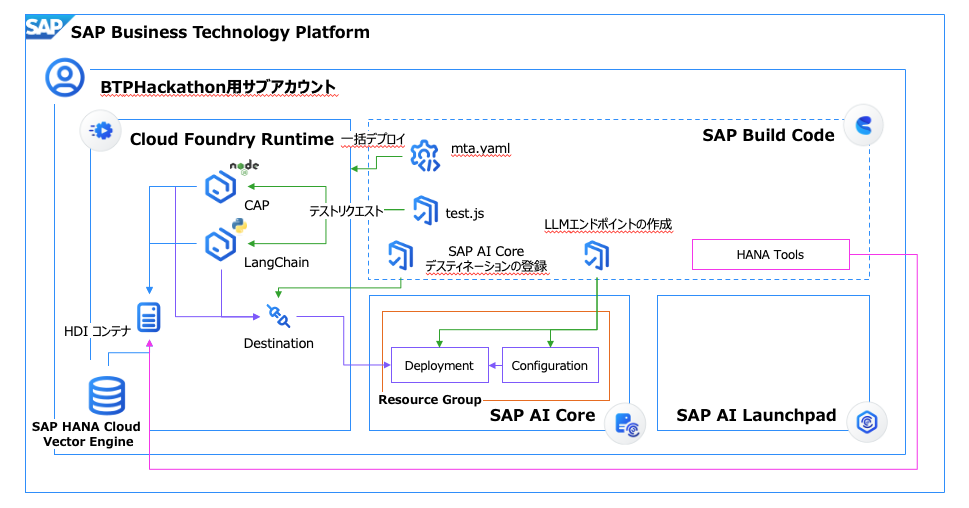 SAP
SAP Business Technology Platform
BTPHackathon用サブアカウント
Cloud Foundry Runtime
一括デプロイ
mta.yaml
SAP Build Code
node
JS
CAP
テストリクエスト
test.js
LLMエンドポイントの作成
LangChain
SAP AI Core
デスティネーションの登録
HANA Tools
HDI コンテナ
Destination
Deployment
Configuration
Resource Group
SAP AI Core
SAP AI Launchpad
SAP HANA Cloud
Vector Engine